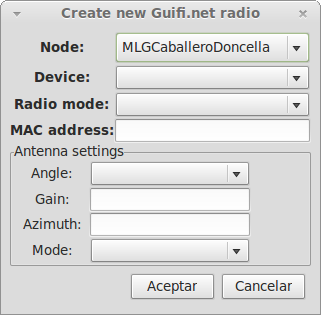 Create new Guifi.net radio
Node: MLGCaballeroDoncella
Device:
Radio mode:
MAC address:
Antenna settings
Angle:
Gain:
Azimuth:
Mode:
Aceptar Cancelar